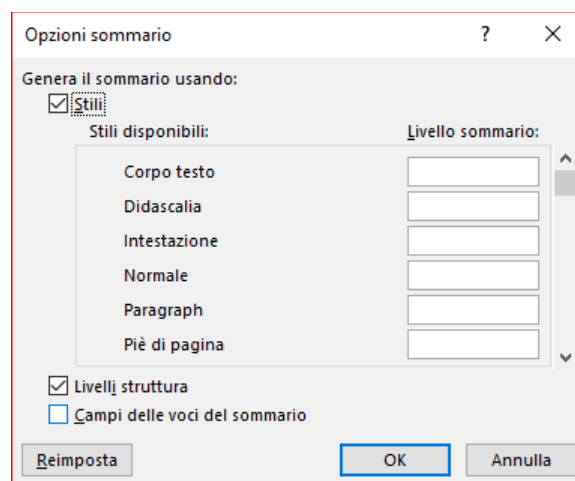 Opzioni sommario ?
Genera il sommario usando:
Stili
Stili disponibili: Livello sommario:
Corpo testo
Didascalia
Intestazione
Normale
Paragraph
Piè di pagina
Livelli struttura
Campi delle voci del sommario
Reimposta OK Annulla